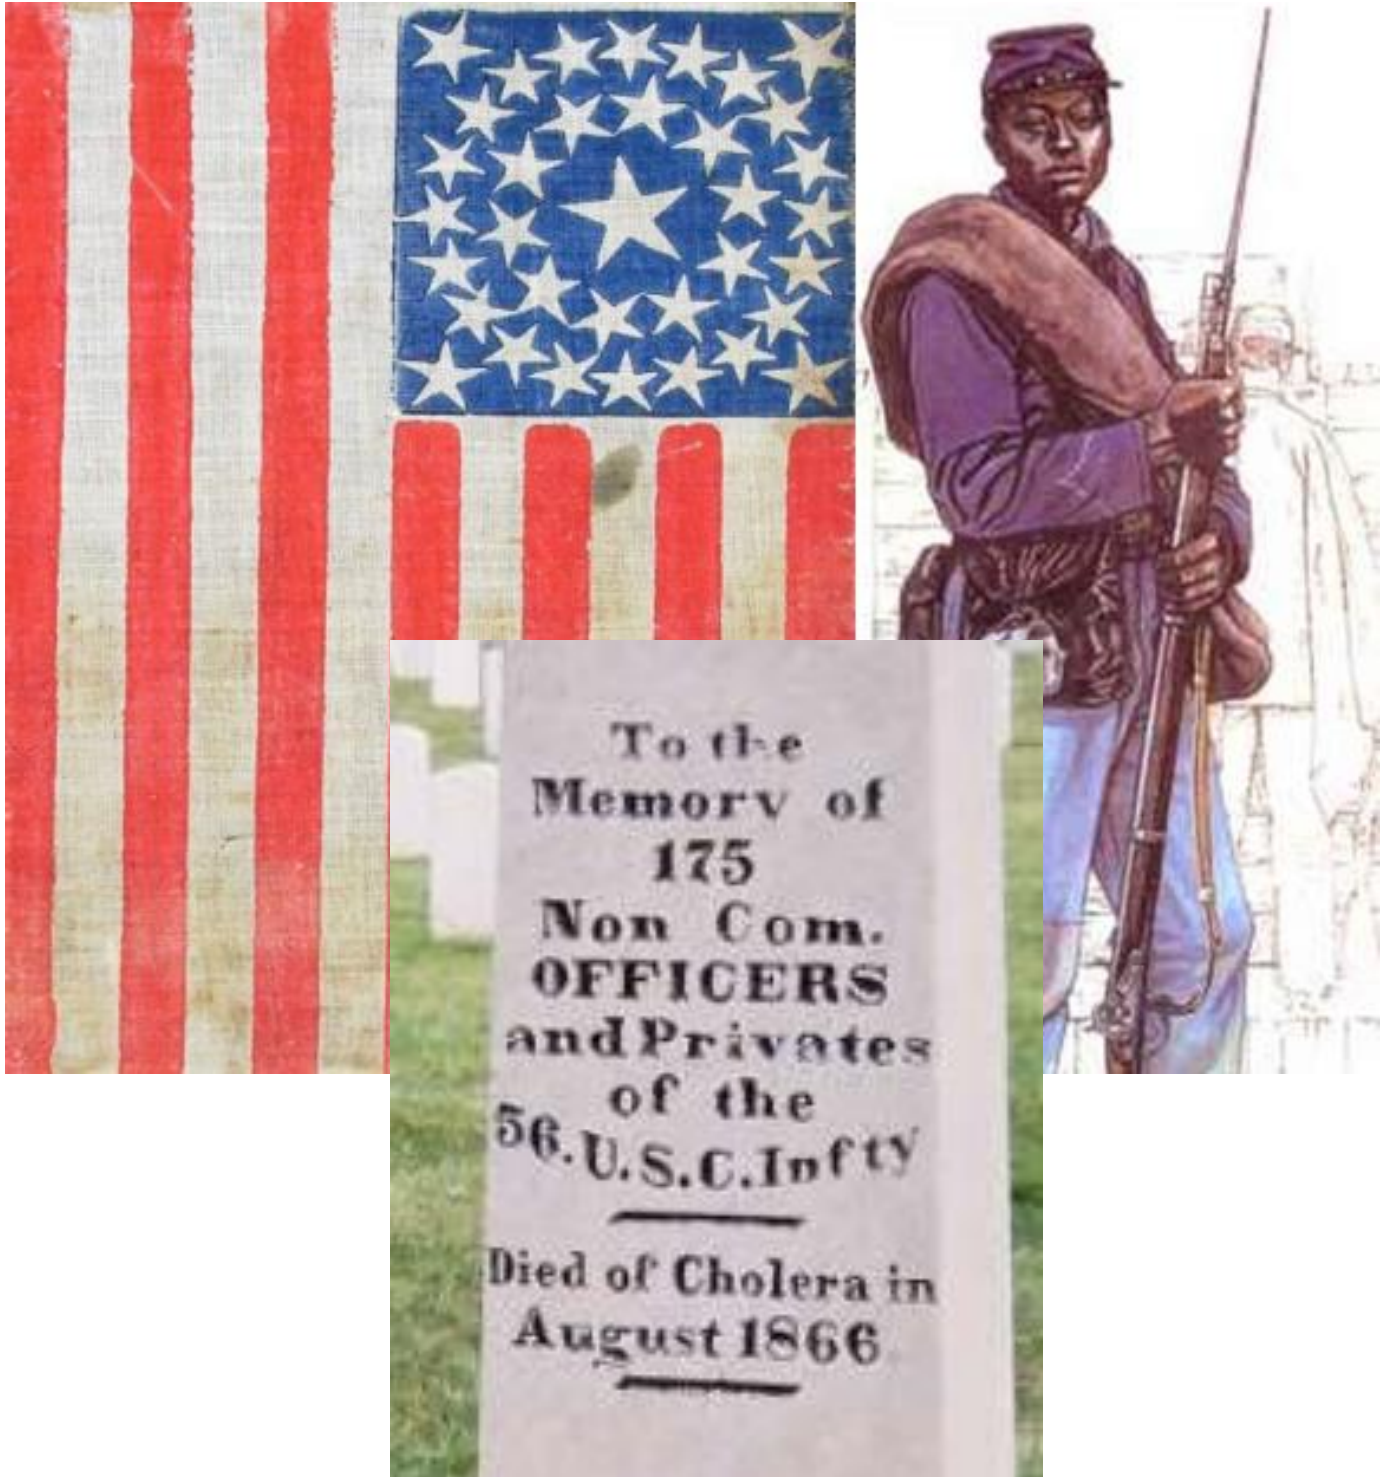 To the
Memory of
175
Non Com.
OFFICERS
and Privates
of the
56. U.S.C. Infty
Died of Cholera in
August 1866